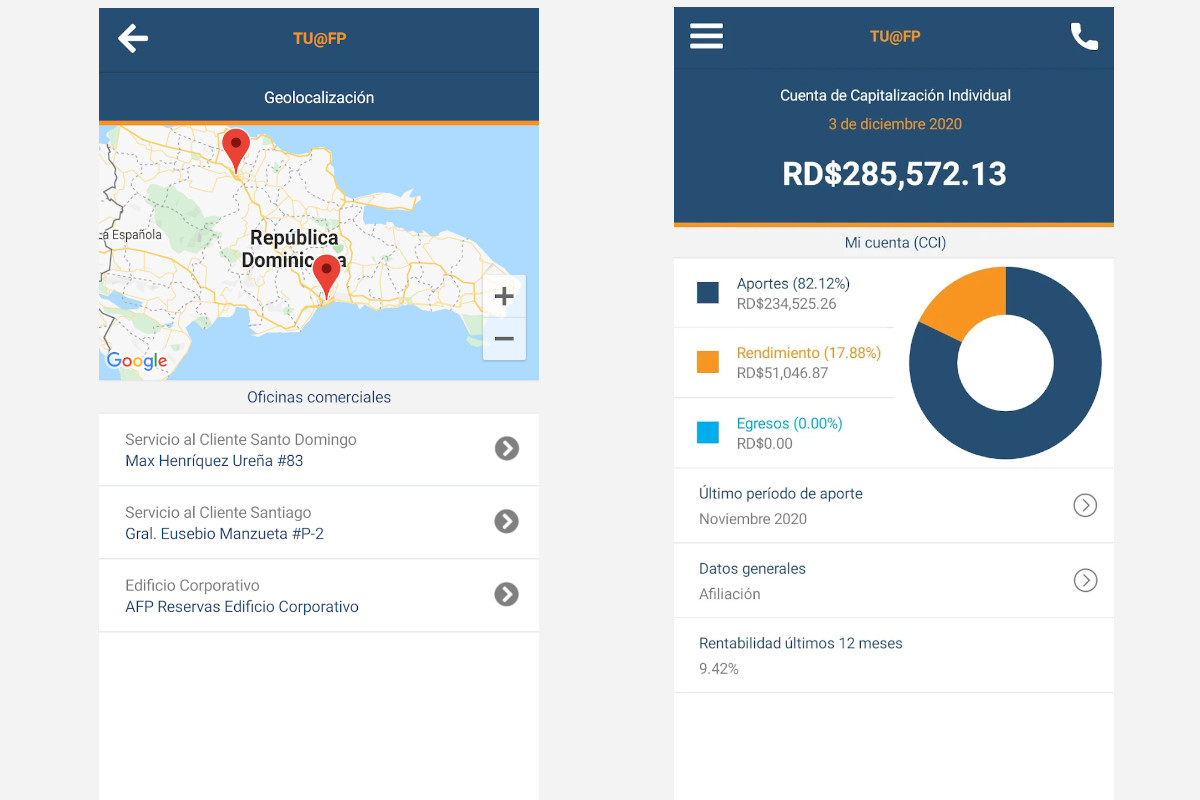 TU@FP
Geolocalización
La Española
República
Dominicana
Google
Oficinas comerciales
Servicio al Cliente Santo Domingo
Max Henríquez Ureña #83
Servicio al Cliente Santiago
Gral. Eusebio Manzueta #P-2
Edificio Corporativo
AFP Reservas Edificio Corporativo
TU@FP
Cuenta de Capitalización Individual
3 de diciembre 2020
RD$285,572.13
Mi cuenta (CCI)
Aportes (82.12%)
RD$234,525.26
Rendimiento (17.88%)
RD$51,046.87
Egresos (0.00%)
RD$0.00
Último período de aporte
Noviembre 2020
Datos generales
Afiliación
Rentabilidad últimos 12 meses
9.42%